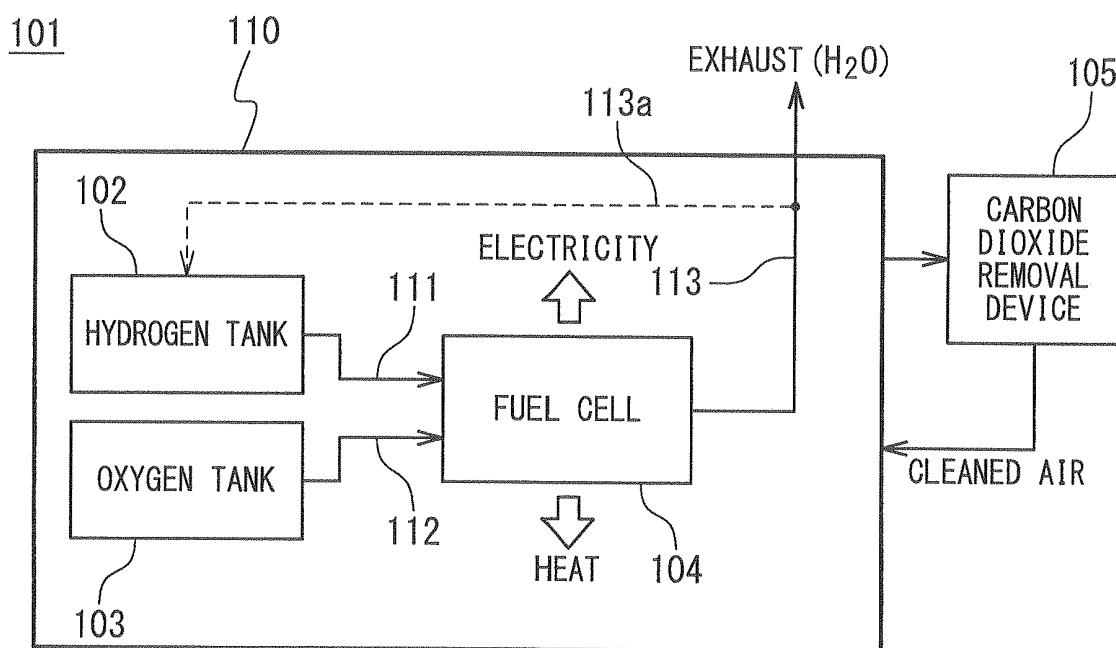 101
110
EXHAUST (H₂O)
105
113a
102
CARBON
DIOXIDE
REMOVAL
DEVICE
ELECTRICITY
113
111
HYDROGEN TANK
FUEL CELL
OXYGEN TANK
CLEANED AIR
112
HEAT
104
103